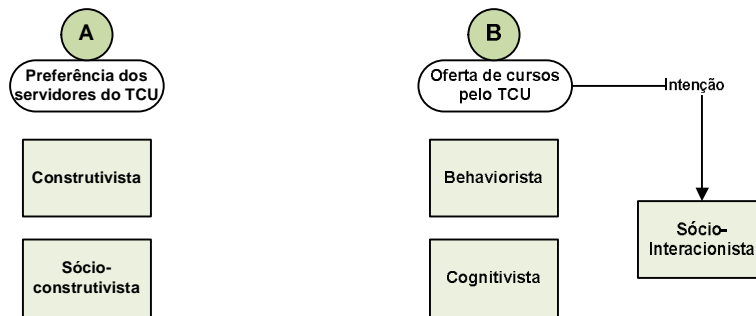 A
Preferência dos
servidores do TCU
Construtivista
Sócio-
construtivista
B
Oferta de cursos
pelo TCU
Intenção
Behaviorista
Cognitivista
Sócio-
Interacionista